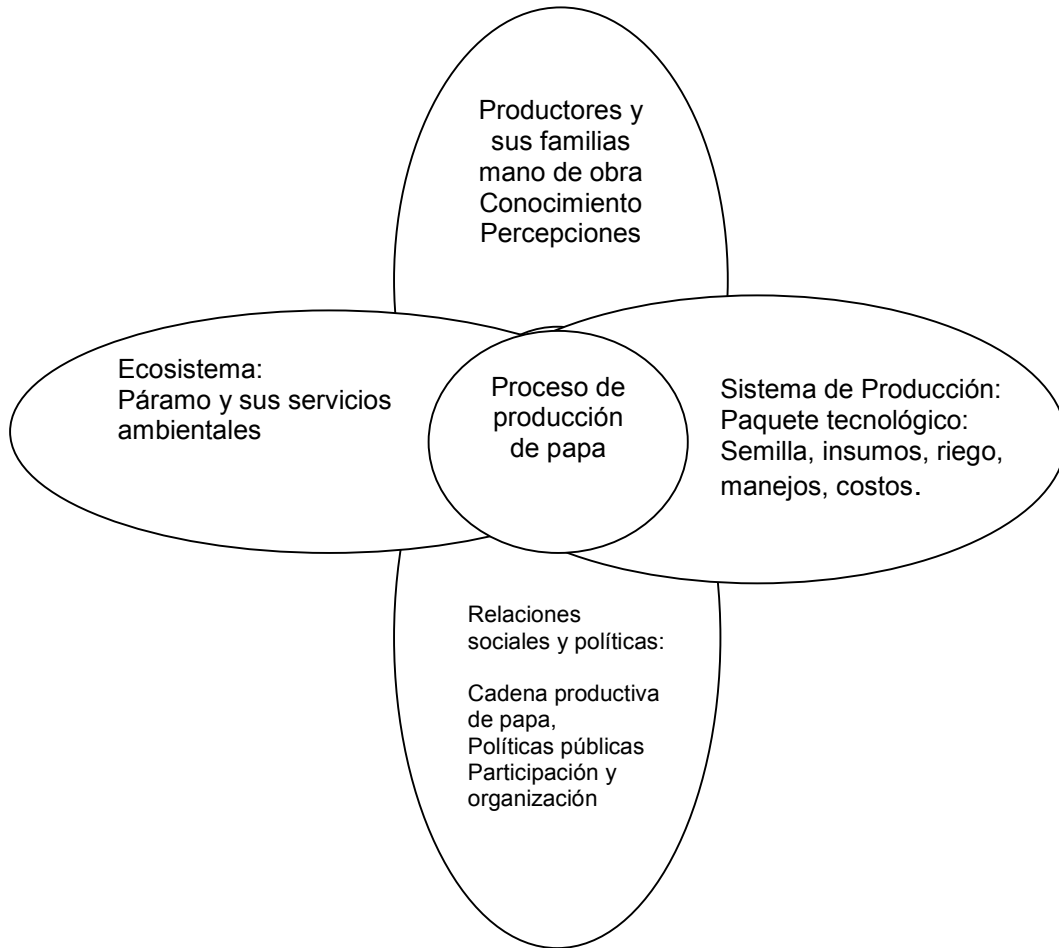 Productores y
sus familias
mano de obra
Conocimiento
Percepciones
Ecosistema:
Páramo y sus servicios
ambientales
Proceso de
producción
de papa
Sistema de Producción:
Paquete tecnológico:
Semilla, insumos, riego,
manejos, costos.
Relaciones
sociales y políticas:
Cadena productiva
de papa,
Políticas públicas
Participación y
organización